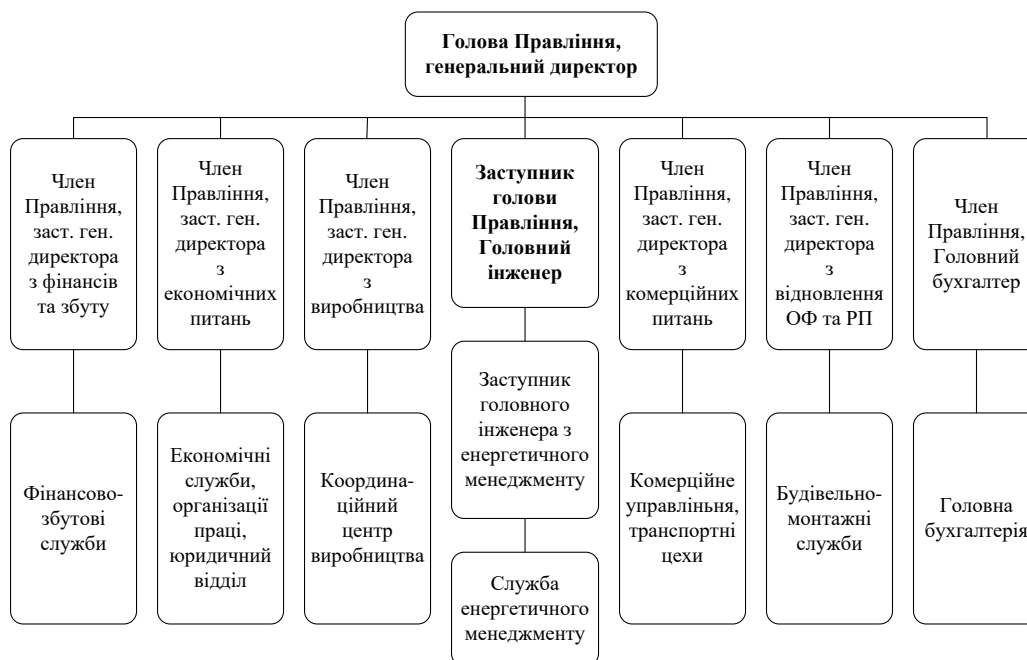 Голова Правління,
генеральний директор
Член
Правління,
заст. ген.
директора
з фінансів
та збуту
Член
Правління,
заст. ген.
директора
з
економічних
питань
Член
Правління,
заст. ген.
директора
з
виробництва
Заступник
голови
Правління,
Головний
інженер
Член
Правління,
заст. ген.
директора
з
комерційних
питань
Член
Правління,
заст. ген.
директора
з
відновлення
ОФ та РП
Член
Правління,
Головний
бухгалтер
Фінансово-
збутові
служби
Економічні
служби,
організації
праці,
юридичний
відділ
Координа-
ційний
центр
виробництва
Заступник
головного
інженера з
енергетичного
менеджменту
Служба
енергетичного
менеджменту
Комерційне
управліньня,
транспортні
цехи
Будівельно-
монтажні
служби
Головна
бухгалтерія